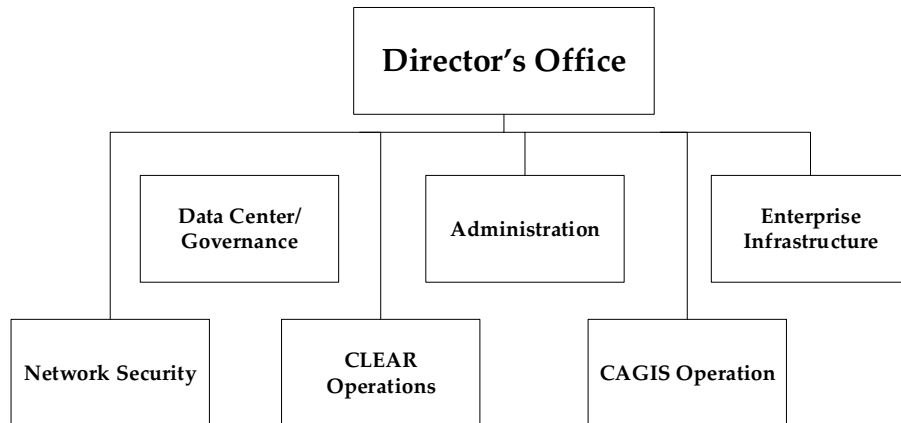 Director’s Office
Data Center/
Governance
Administration
Enterprise
Infrastructure
Network Security
CLEAR
Operations
CAGIS Operation